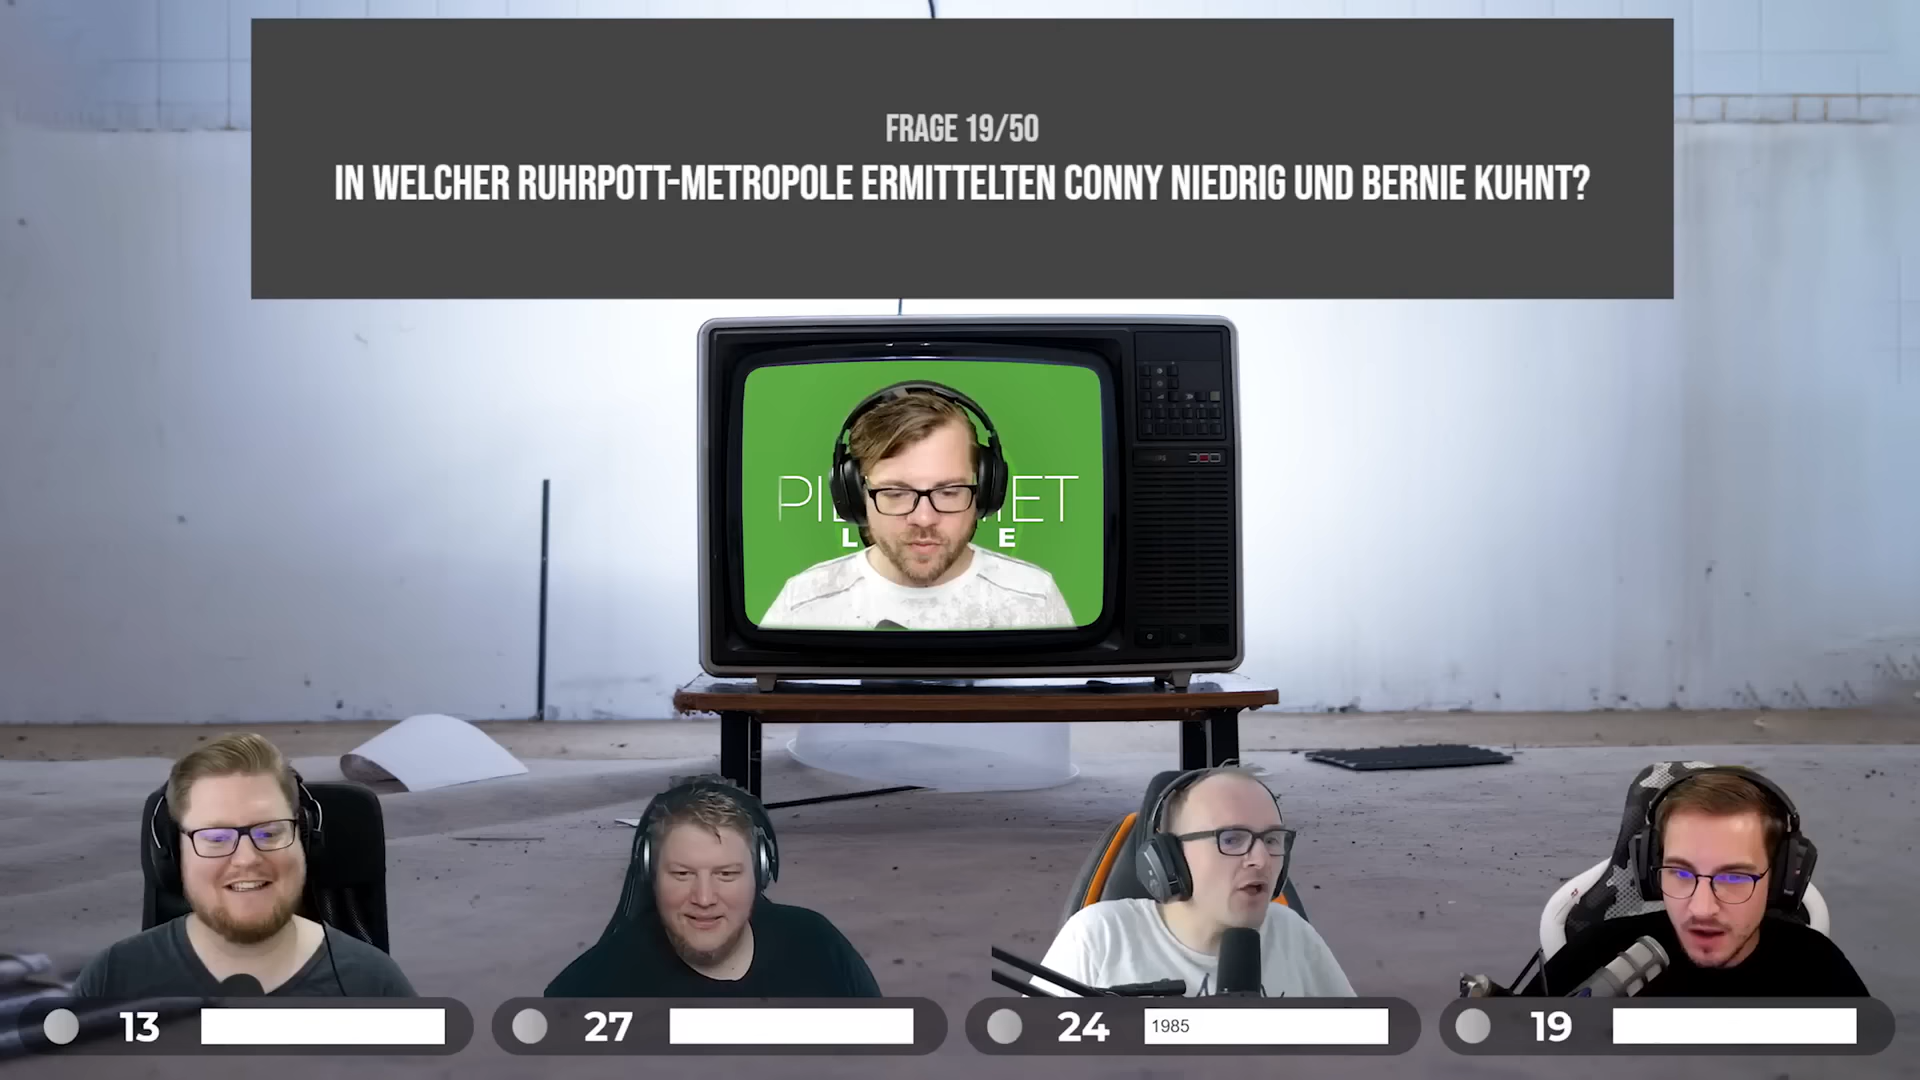 FRAGE 19/50
IN WELCHER RUHRPOTT-METROPOLE ERMITTELTEN CONNY NIEDRIG UND BERNIE KUHNT?
13
27
24
1985
19